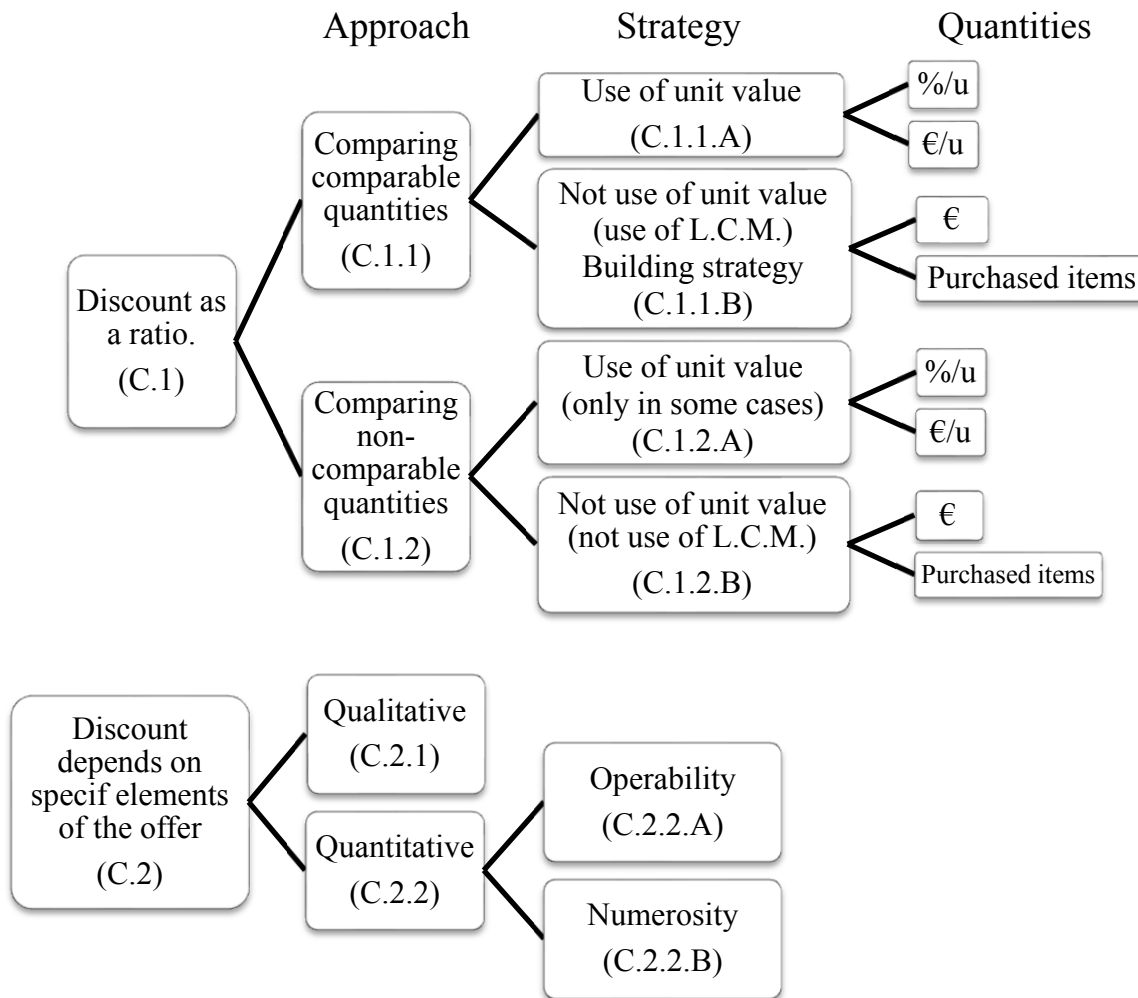 Approach
Strategy
Quantities
Discount as
a ratio.
(C.1)
Comparing
comparable
quantities
(C.1.1)
Use of unit value
(C.1.1.A)
%/u
€/u
Not use of unit value
(use of L.C.M.)
Building strategy
(C.1.1.B)
€
Purchased items
Comparing
non-
comparable
quantities
(C.1.2)
Use of unit value
(only in some cases)
(C.1.2.A)
%/u
€/u
Not use of unit value
(not use of L.C.M.)
(C.1.2.B)
€
Purchased items
Discount
depends on
specif elements
of the offer
(C.2)
Qualitative
(C.2.1)
Quantitative
(C.2.2)
Operability
(C.2.2.A)
Numerosity
(C.2.2.B)